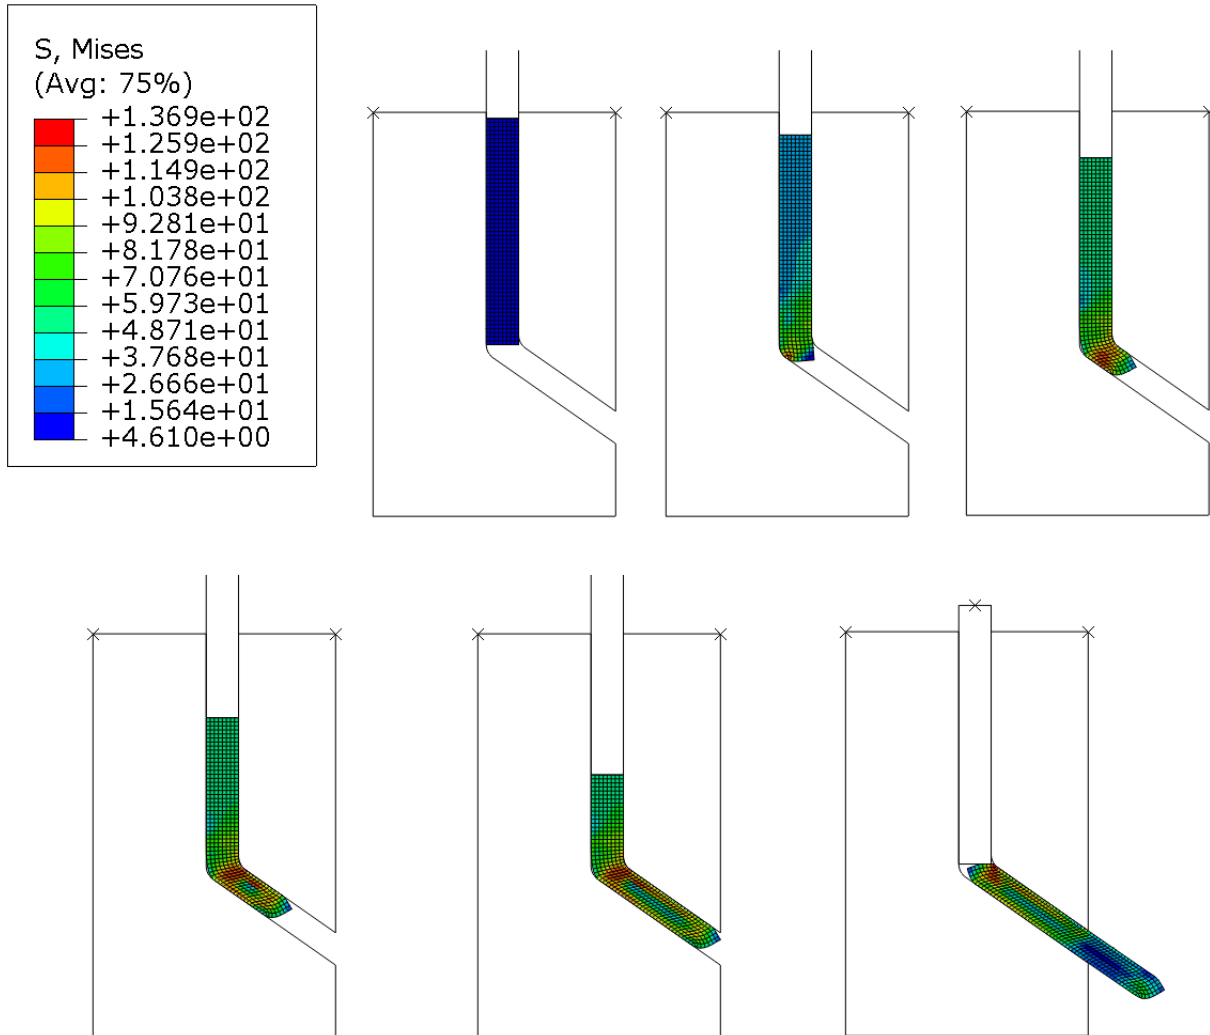 S, Mises
(Avg: 75%)
+1.369e+02
+1.259e+02
+1.149e+02
+1.038e+02
+9.281e+01
+8.178e+01
+7.076e+01
+5.973e+01
+4.871e+01
+3.768e+01
+2.666e+01
+1.564e+01
+4.610e+00